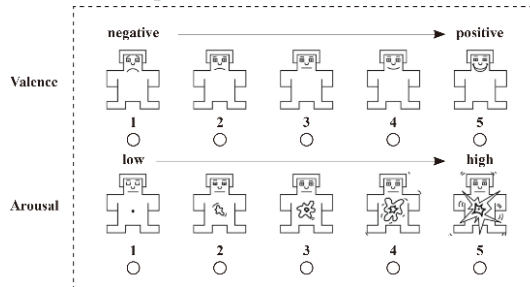 negative positive
Valence
1 2 3 4 5
low high
Arousal
1 2 3 4 5